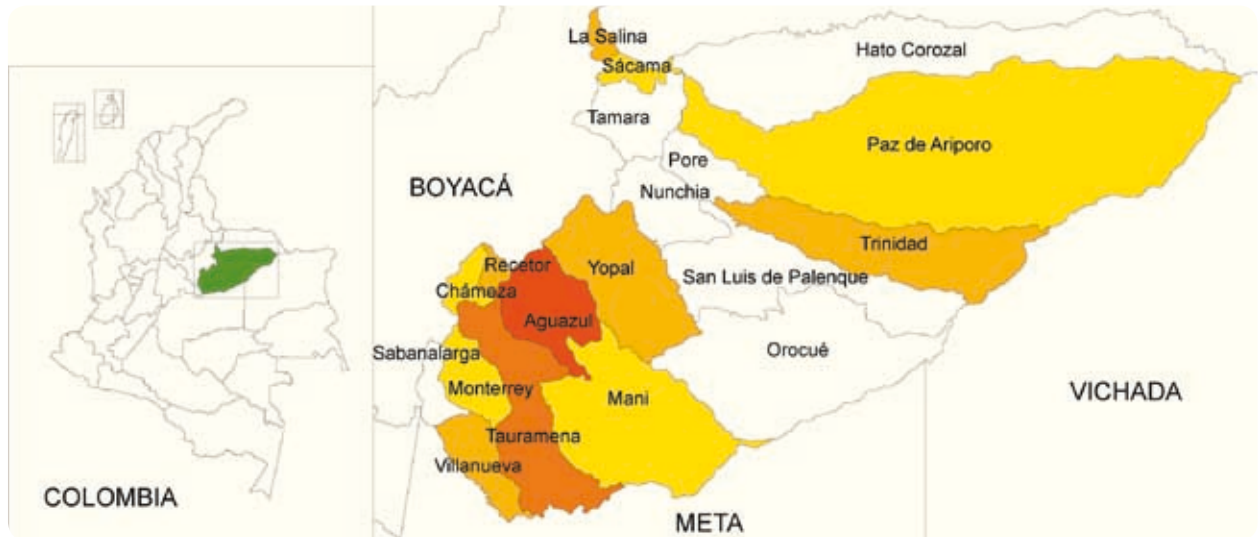 La Salina
Hato Corozal
Sácama
Tamara
Paz de Ariporo
Pore
BOYACÁ
Nunchia
Trinidad
Recetor
Yopal
San Luis de Palenque
Chámeza
Aguazul
Sabanalarga
Orocué
Monterrey
Mani
VICHADA
Tauramena
Villanueva
COLOMBIA
META